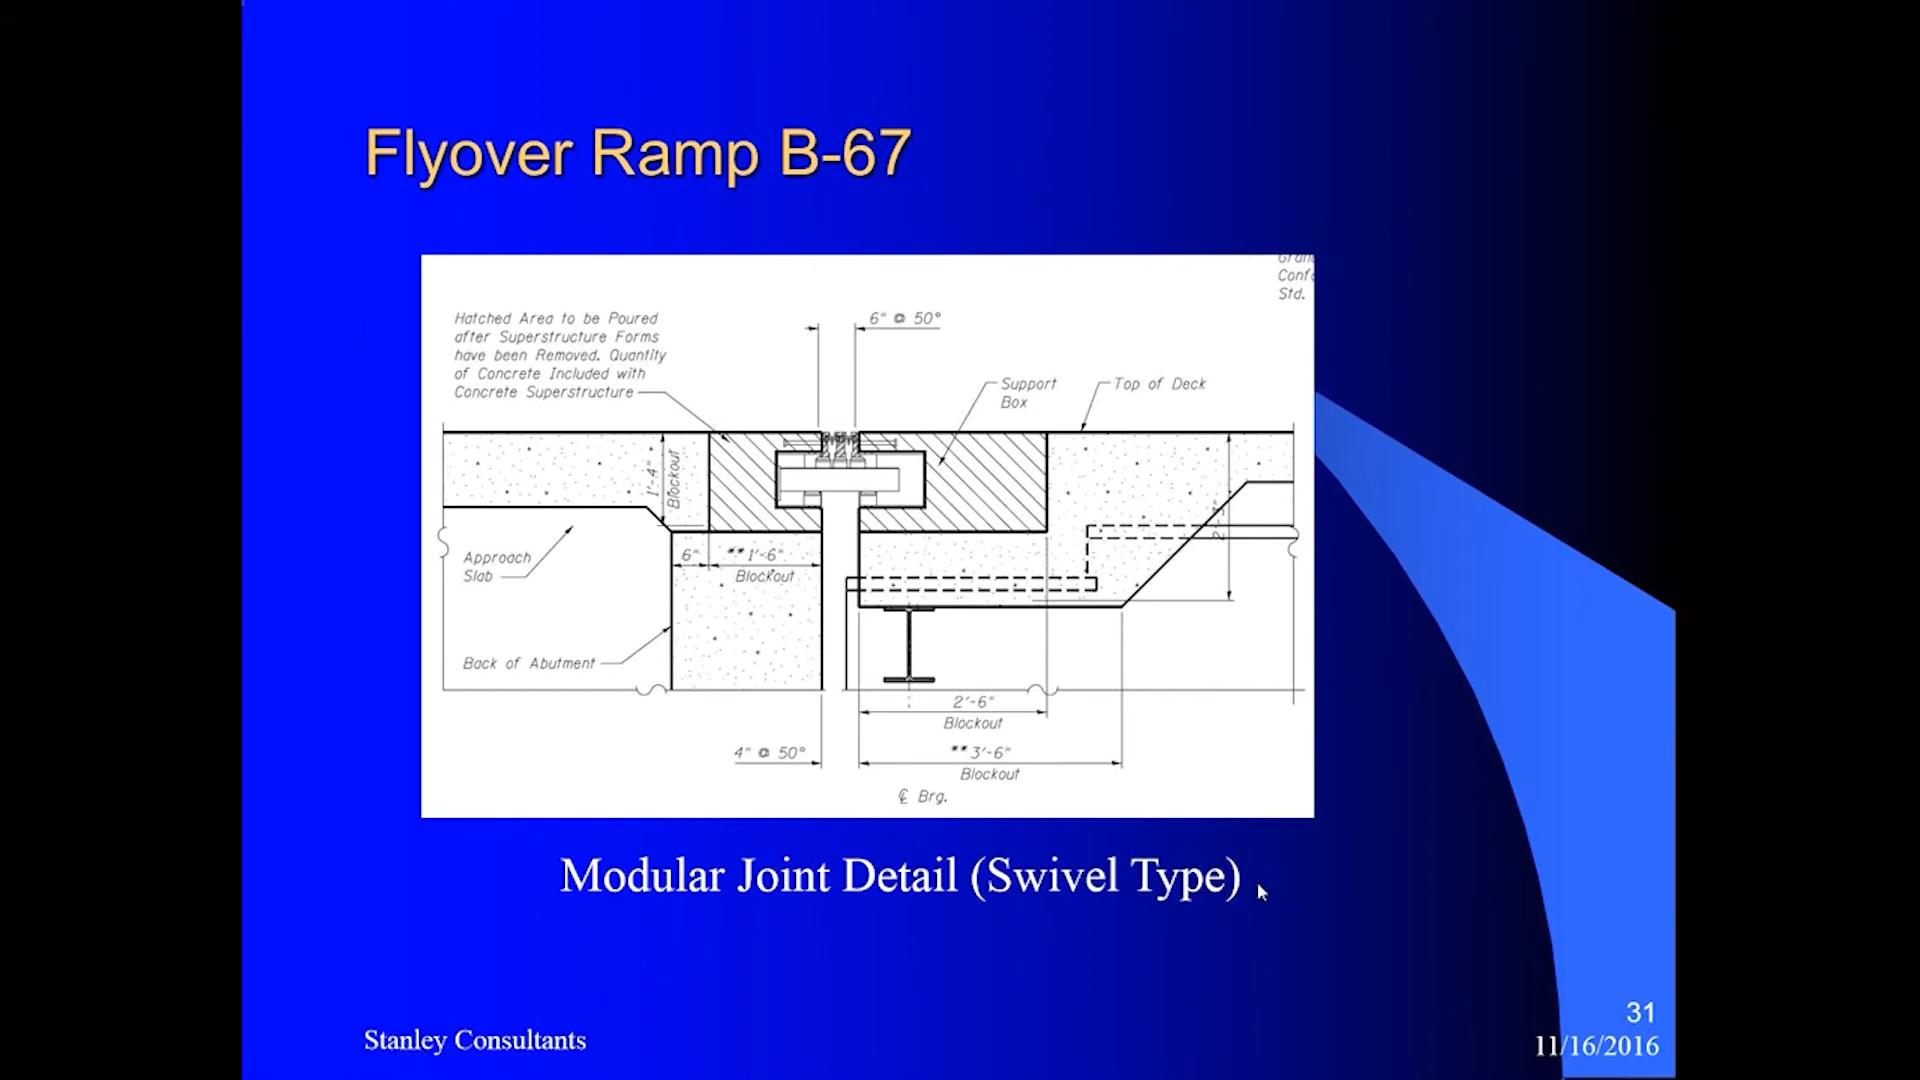 Flyover Ramp B-67
Conf
Std.
Hatched Area to be Poured
after Superstructure Forms
have been Removed. Quantity
of Concrete Included with
Concrete Superstructure
6" @ 50°
Support
Box
Top of Deck
1'-4"
Blockout
Approach
Slab
6"
**1'-6"
Blockout
Back of Abutment
2'-6"
Blockout
4" @ 50°
**3'-6"
Blockout
℄ Brg.
Modular Joint Detail (Swivel Type)
Stanley Consultants
31
11/16/2016